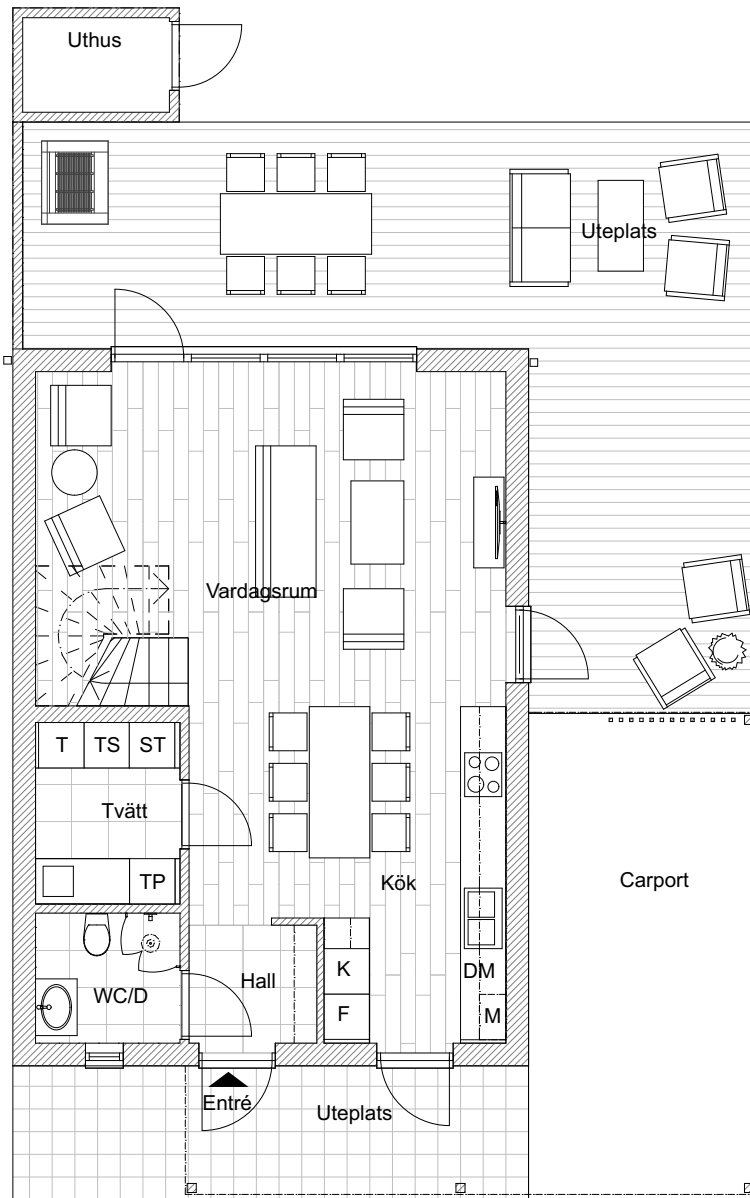 Uthus
Uteplats
Vardagsrum
T TS ST
Tvätt
TP
Kök
Carport
K
Hall
DM
WC/D
F
M
Entré
Uteplats